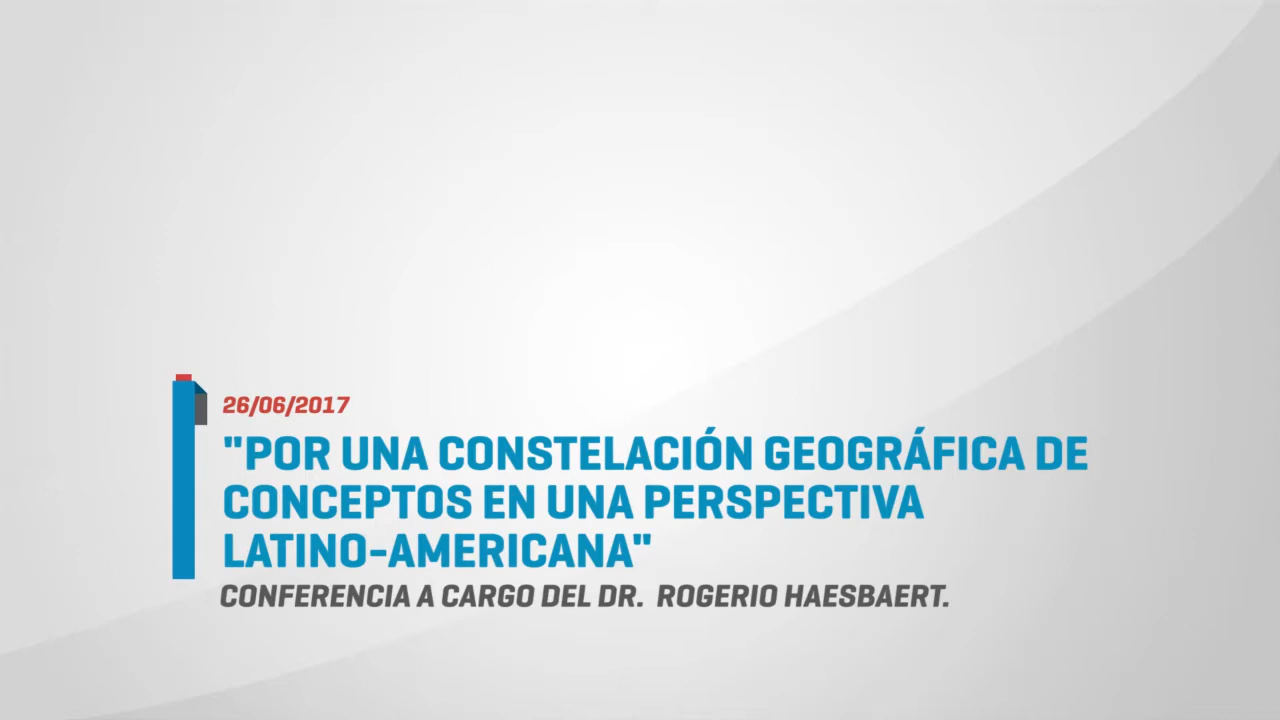 26/06/2017
"POR UNA CONSTELACIÓN GEOGRÁFICA DE
CONCEPTOS EN UNA PERSPECTIVA
LATINO-AMERICANA"
CONFERENCIA A CARGO DEL DR. ROGERIO HAESBAERT.